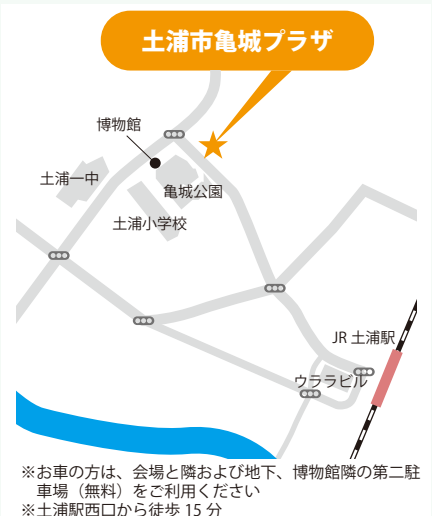 土浦市亀城プラザ
博物館
土浦一中
亀城公園
土浦小学校
JR 土浦駅
ウララビル
※お車の方は、会場と隣および地下、博物館隣の第二駐
車場（無料）をご利用ください
※土浦駅西口から徒歩 15 分